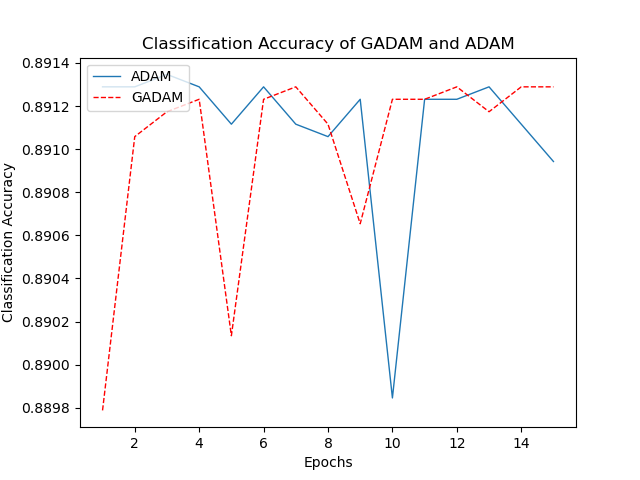 Classification Accuracy of GADAM and ADAM
ADAM
GADAM
Classification Accuracy
0.8914
0.8912
0.8910
0.8908
0.8906
0.8904
0.8902
0.8900
0.8898
2 4 6 8 10 12 14
Epochs